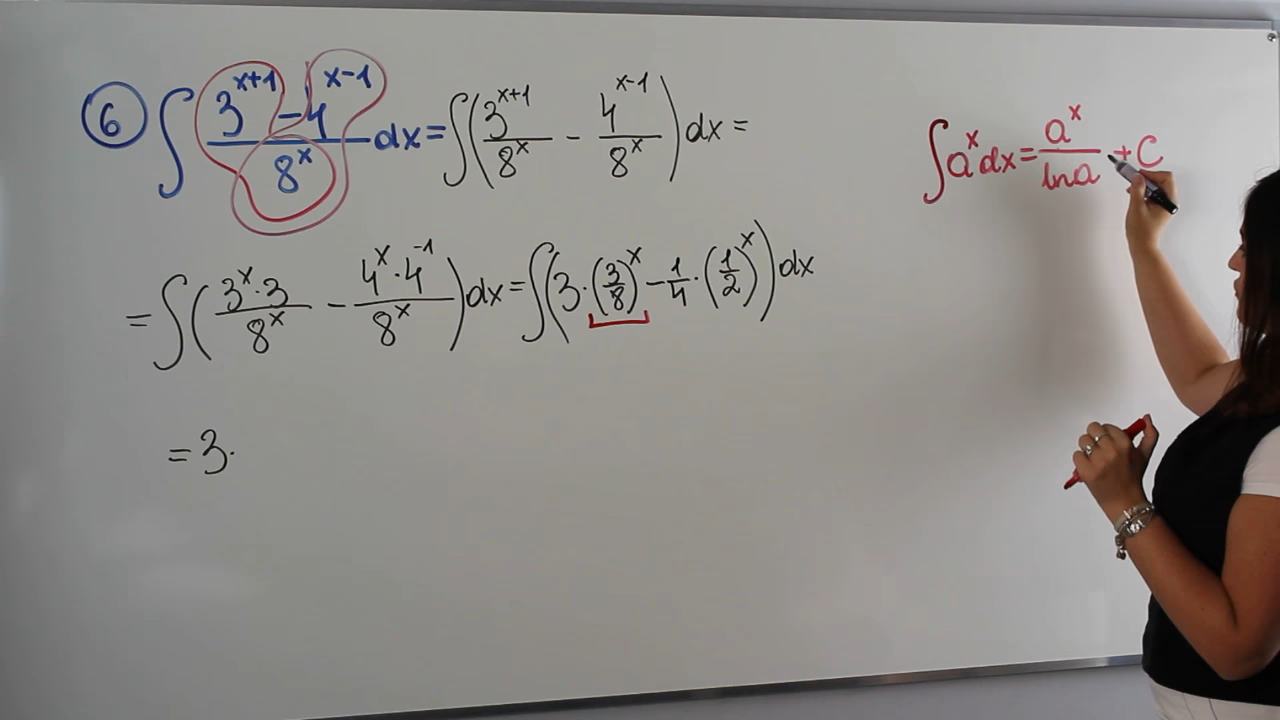 ⑥ ∫ (3^(x+1) − 4^(x−1))/8^x dx = ∫(3^(x+1)/8^x − 4^(x−1)/8^x) dx =
= ∫(3^x·3/8^x − 4^x·4^(−1)/8^x) dx = ∫(3·(3/8)^x − 1/4·(1/2)^x) dx
= 3·
∫a^x dx = a^x/ln a + C